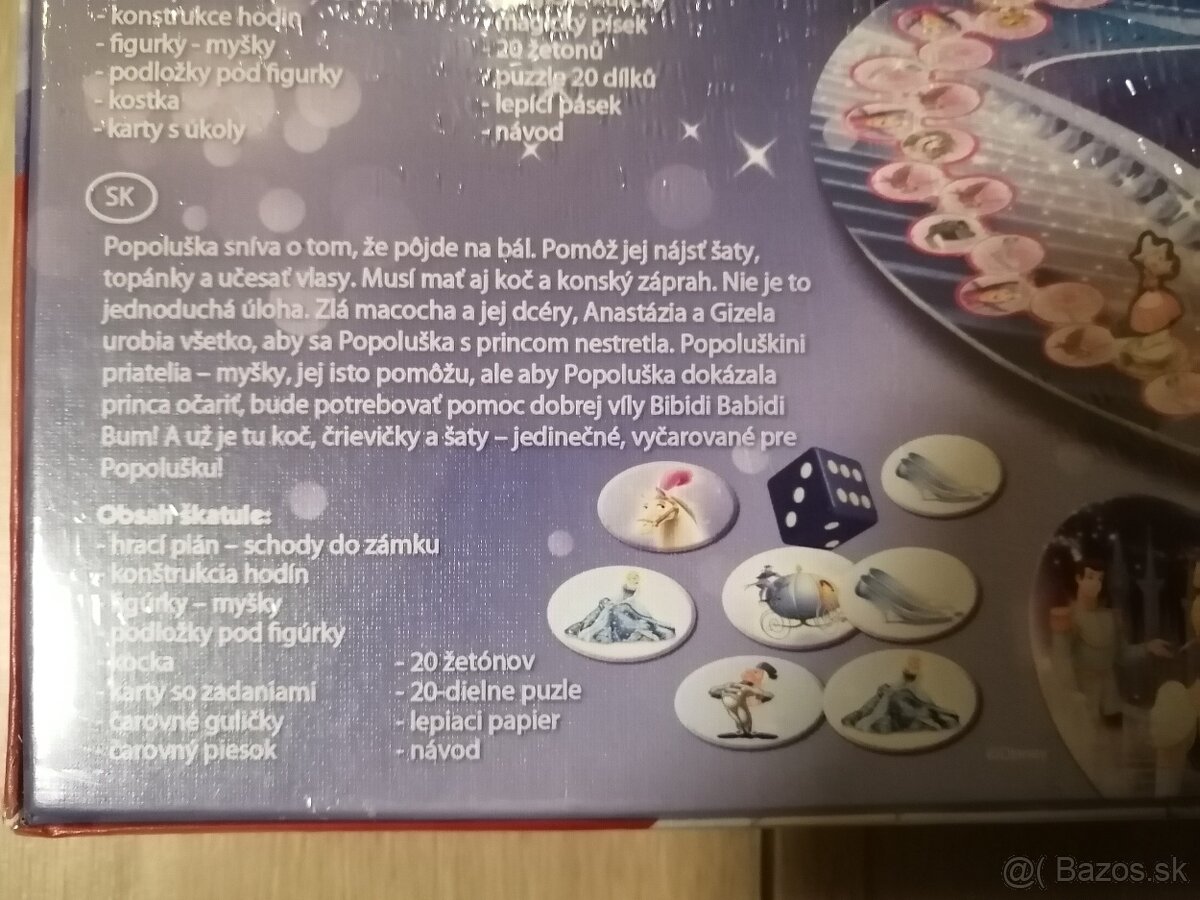 - konstrukce hodin
- figurky - myšky
- podložky pod figurky
- kostka
- karty s úkoly
- magický písek
- 20 žetonů
- puzzle 20 dílků
- lepící pásek
- návod
SK
Popoluška sníva o tom, že pôjde na bál. Pomôž jej nájsť šaty,
topánky a učesať vlasy. Musí mať aj koč a konský záprah. Nie je to
jednoduchá úloha. Zlá macocha a jej dcéry, Anastázia a Gizela
urobia všetko, aby sa Popoluška s princom nestretla. Popoluškini
priatelia – myšky, jej isto pomôžu, ale aby Popoluška dokázala
princa očariť, bude potrebovať pomoc dobrej víly Bibidi Babidi
Bum! A už je tu koč, črievičky a šaty – jedinečné, vyčarované pre
Popolušku!
Obsah škatule:
- hrací plán – schody do zámku
- konštrukcia hodín
- figúrky – myšky
- podložky pod figúrky
- kocka
- karty so zadaniami
- čarovné guličky
- čarovný piesok
- 20 žetónov
- 20-dielne puzle
- lepiaci papier
- návod
©Disney
@( Bazos.sk